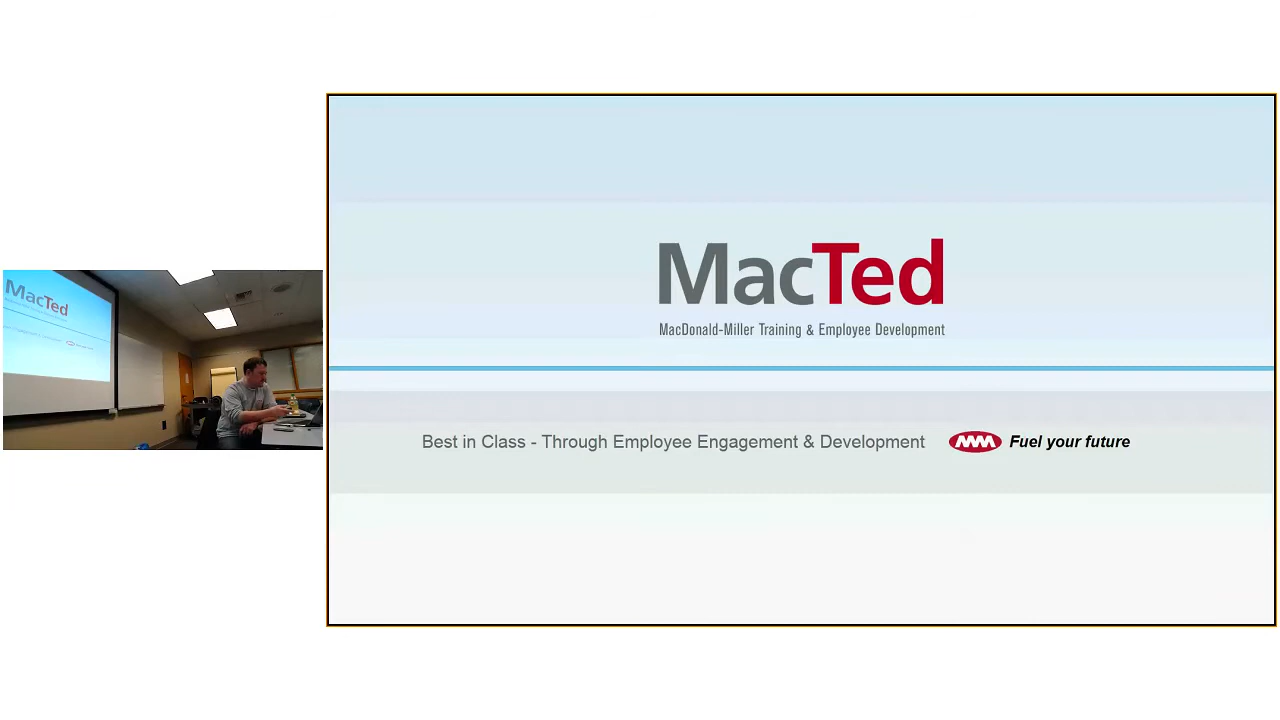 MacTed
MacTed
MacDonald-Miller Training & Employee Development
Best in Class - Through Employee Engagement & Development
Fuel your future